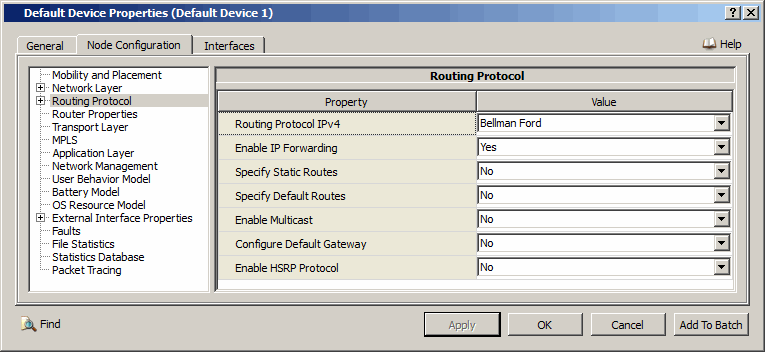 Default Device Properties (Default Device 1)
General Node Configuration Interfaces Help
Mobility and Placement
Network Layer
Routing Protocol
Router Properties
Transport Layer
MPLS
Application Layer
Network Management
User Behavior Model
Battery Model
OS Resource Model
External Interface Properties
Faults
File Statistics
Statistics Database
Packet Tracing
Routing Protocol
Property Value
Routing Protocol IPv4 Bellman Ford
Enable IP Forwarding Yes
Specify Static Routes No
Specify Default Routes No
Enable Multicast No
Configure Default Gateway No
Enable HSRP Protocol No
Find Apply OK Cancel Add To Batch